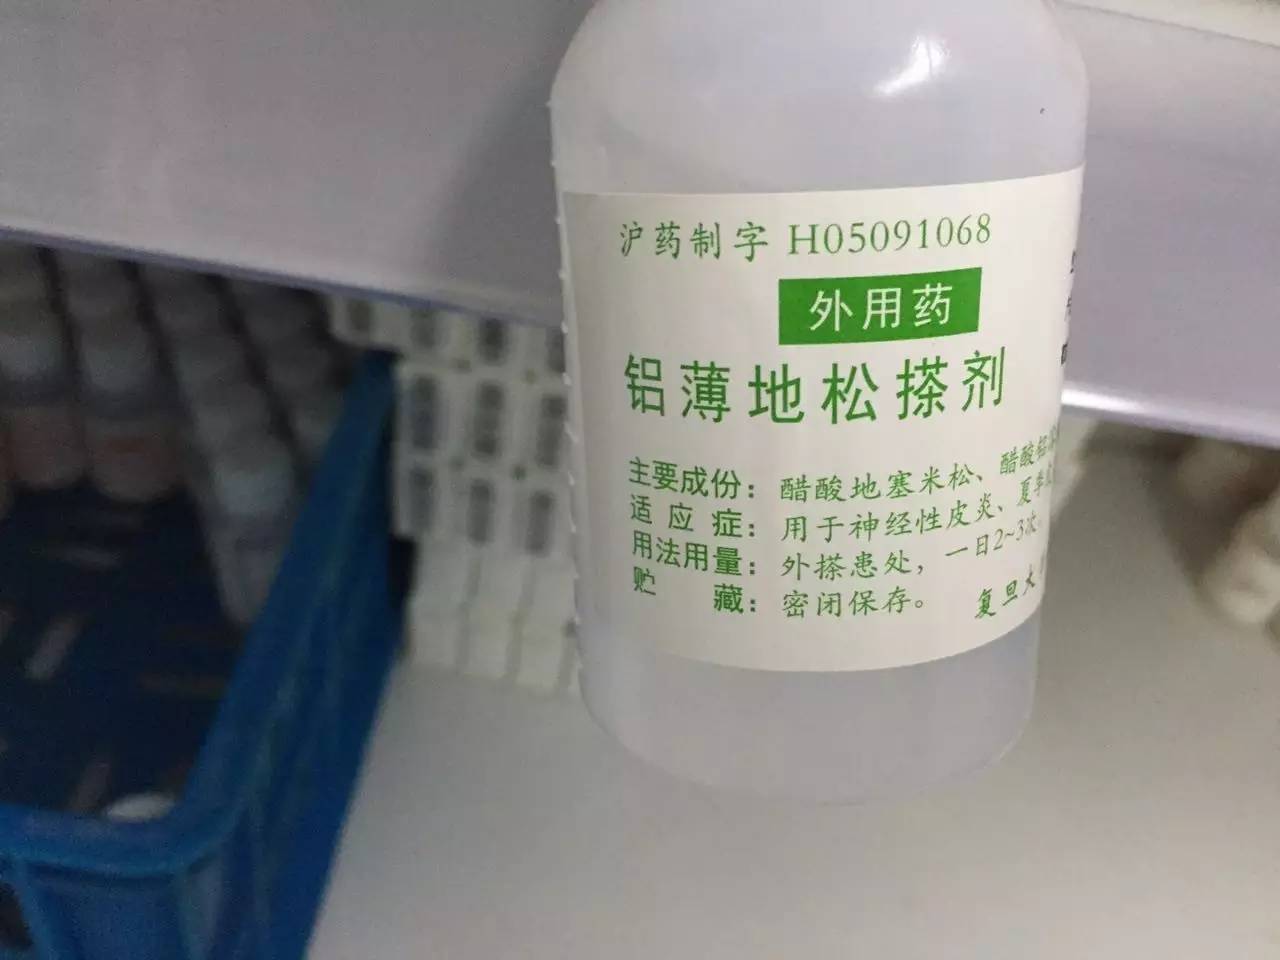 沪药制字 H05091068
外用药
铝薄地松搽剂
主要成份：醋酸地塞米松、醋酸铝
适应症：用于神经性皮炎、夏季
用法用量：外搽患处，一日2~3次。
贮藏：密闭保存。
复旦大